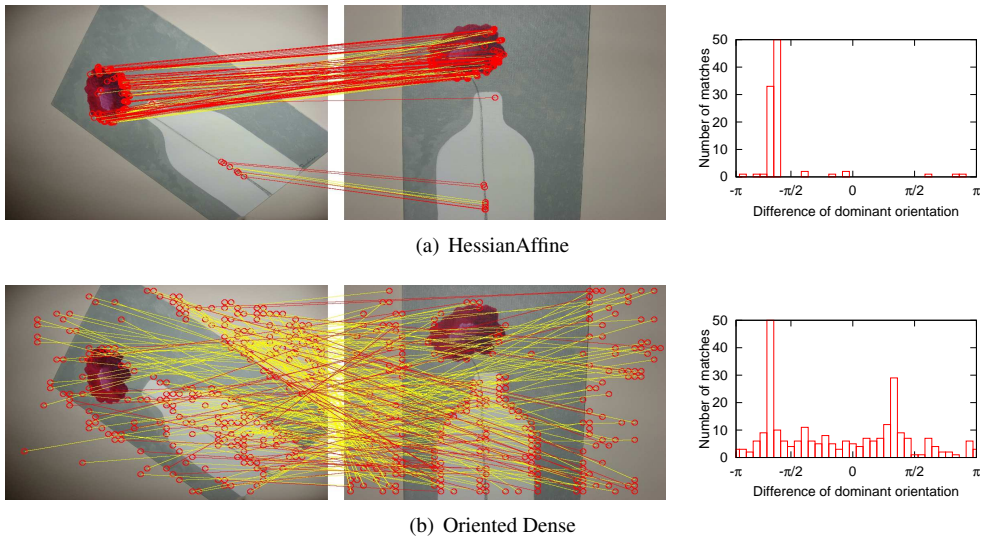 50
40
30
20
10
0
Number of matches
-π -π/2 0 π/2 π
Difference of dominant orientation
(a) HessianAffine
50
40
30
20
10
0
Number of matches
-π -π/2 0 π/2 π
Difference of dominant orientation
(b) Oriented Dense